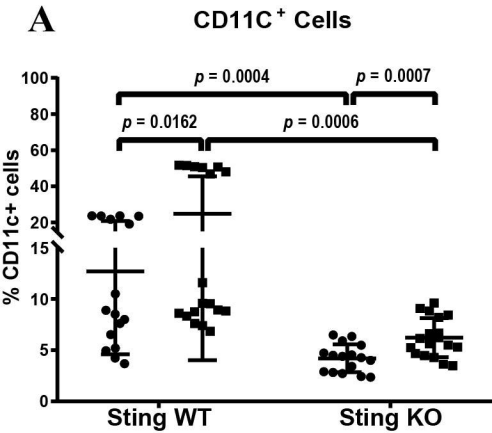 A
CD11C+ Cells
100
80
60
40
20
15
10
5
0
% CD11c+ cells
p = 0.0004
p = 0.0007
p = 0.0162
p = 0.0006
Sting WT
Sting KO